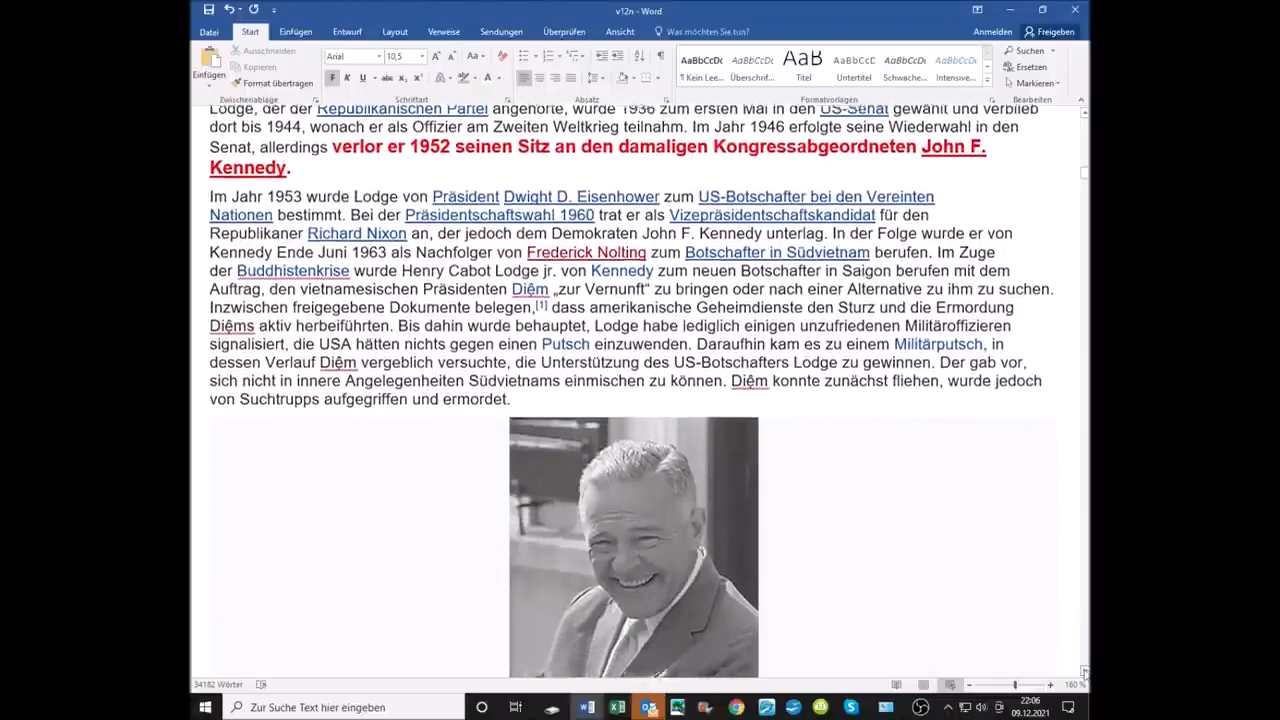 v12n - Word
Datei Start Einfügen Entwurf Layout Verweise Sendungen Überprüfen Ansicht Was möchten Sie tun? Anmelden Freigeben
Einfügen
Ausschneiden
Kopieren
Format übertragen
Zwischenablage
Arial 10,5
F K U abc x₂ x²
Schriftart
Absatz
AaBbCcDc AaBbCcDc AaB AaBbCcD AaBbCcDt AaBbCcDt
¶ Kein Lee... Überschrif... Titel Untertitel Schwache... Intensive...
Formatvorlagen
Suchen
Ersetzen
Markieren
Bearbeiten
Lodge, der der Republikanischen Partei angehörte, wurde 1936 zum ersten Mal in den US-Senat gewählt und verblieb
dort bis 1944, wonach er als Offizier am Zweiten Weltkrieg teilnahm. Im Jahr 1946 erfolgte seine Wiederwahl in den
Senat, allerdings verlor er 1952 seinen Sitz an den damaligen Kongressabgeordneten John F.
Kennedy.
Im Jahr 1953 wurde Lodge von Präsident Dwight D. Eisenhower zum US-Botschafter bei den Vereinten
Nationen bestimmt. Bei der Präsidentschaftswahl 1960 trat er als Vizepräsidentschaftskandidat für den
Republikaner Richard Nixon an, der jedoch dem Demokraten John F. Kennedy unterlag. In der Folge wurde er von
Kennedy Ende Juni 1963 als Nachfolger von Frederick Nolting zum Botschafter in Südvietnam berufen. Im Zuge
der Buddhistenkrise wurde Henry Cabot Lodge jr. von Kennedy zum neuen Botschafter in Saigon berufen mit dem
Auftrag, den vietnamesischen Präsidenten Diệm „zur Vernunft“ zu bringen oder nach einer Alternative zu ihm zu suchen.
Inzwischen freigegebene Dokumente belegen,[1] dass amerikanische Geheimdienste den Sturz und die Ermordung
Diệms aktiv herbeiführten. Bis dahin wurde behauptet, Lodge habe lediglich einigen unzufriedenen Militäroffizieren
signalisiert, die USA hätten nichts gegen einen Putsch einzuwenden. Daraufhin kam es zu einem Militärputsch, in
dessen Verlauf Diệm vergeblich versuchte, die Unterstützung des US-Botschafters Lodge zu gewinnen. Der gab vor,
sich nicht in innere Angelegenheiten Südvietnams einmischen zu können. Diệm konnte zunächst fliehen, wurde jedoch
von Suchtrupps aufgegriffen und ermordet.
34182 Wörter
160 %
Zur Suche Text hier eingeben
22:06
09.12.2021